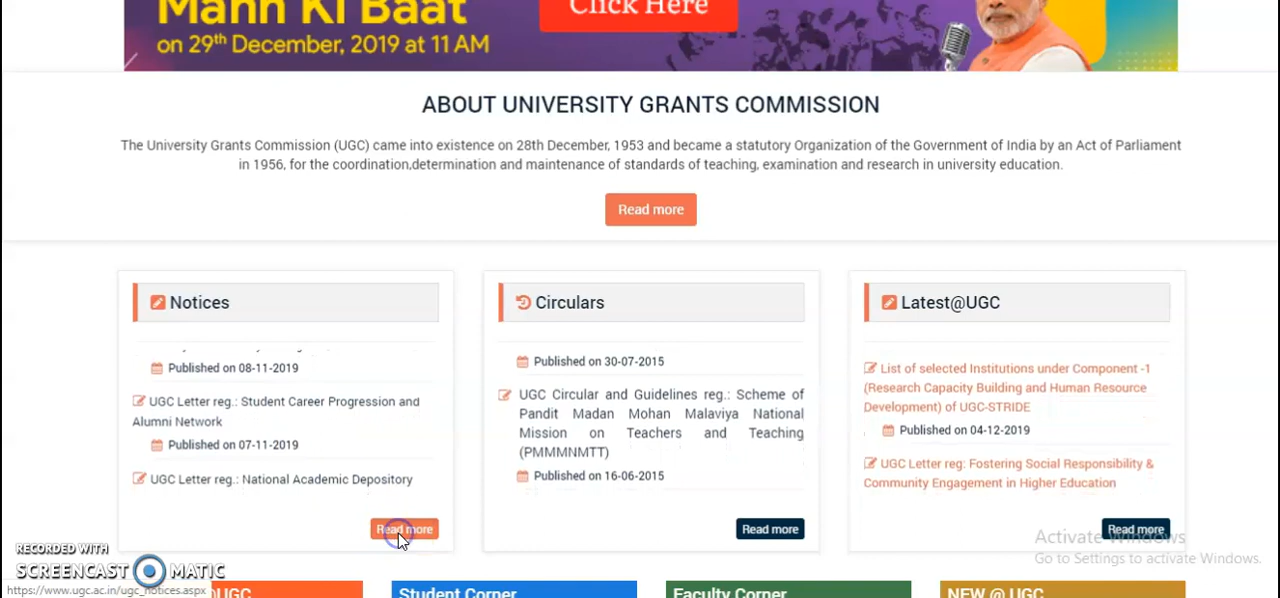 Mann Ki Baat
on 29th December, 2019 at 11 AM
Click Here
ABOUT UNIVERSITY GRANTS COMMISSION
The University Grants Commission (UGC) came into existence on 28th December, 1953 and became a statutory Organization of the Government of India by an Act of Parliament
in 1956, for the coordination,determination and maintenance of standards of teaching, examination and research in university education.
Read more
Notices
Published on 08-11-2019
UGC Letter reg.: Student Career Progression and
Alumni Network
Published on 07-11-2019
UGC Letter reg.: National Academic Depository
Read more
Circulars
Published on 30-07-2015
UGC Circular and Guidelines reg.: Scheme of
Pandit Madan Mohan Malaviya National
Mission on Teachers and Teaching
(PMMMNMTT)
Published on 16-06-2015
Read more
Latest@UGC
List of selected Institutions under Component -1
(Research Capacity Building and Human Resource
Development) of UGC-STRIDE
Published on 04-12-2019
UGC Letter reg: Fostering Social Responsibility &
Community Engagement in Higher Education
Read more
Activate Windows
Go to Settings to activate Windows.
RECORDED WITH
SCREENCAST MATIC
https://www.ugc.ac.in/ugc_notices.aspx
UGC
Student Corner
Faculty Corner
NEW @ UGC